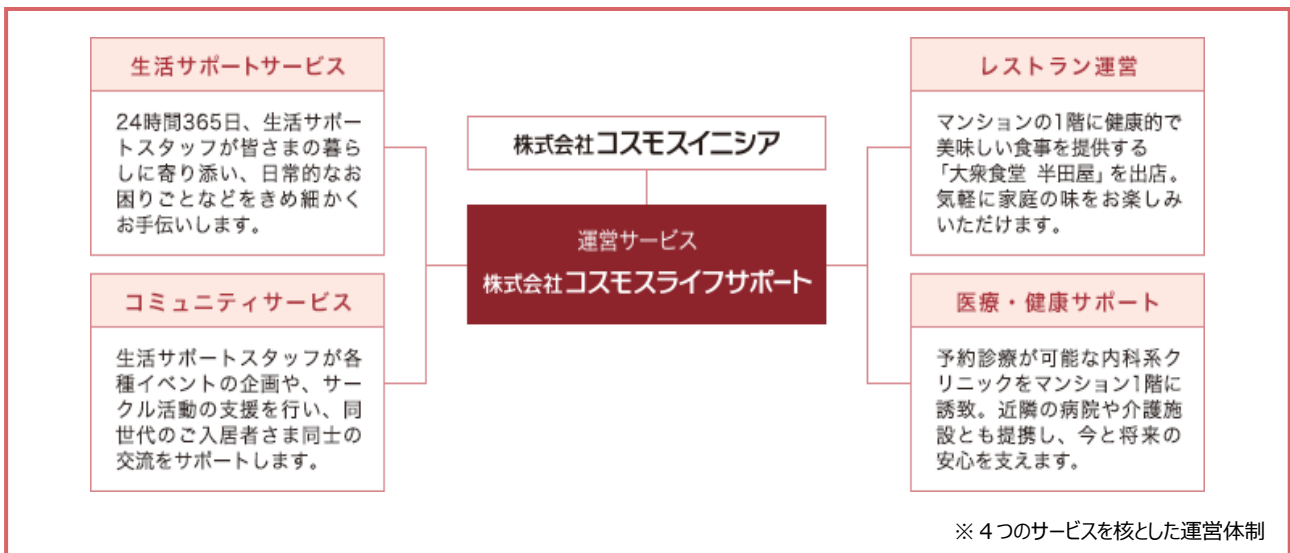 生活サポートサービス
24時間365日、生活サポー
トスタッフが皆さまの暮ら
しに寄り添い、日常的なお
困りごとなどをきめ細かく
お手伝いします。
コミュニティサービス
生活サポートスタッフが各
種イベントの企画や、サー
クル活動の支援を行い、同
世代のご入居者さま同士の
交流をサポートします。
株式会社コスモスイニシア
運営サービス
株式会社コスモスライフサポート
レストラン運営
マンションの1階に健康的で
美味しい食事を提供する
「大衆食堂 半田屋」を出店。
気軽に家庭の味をお楽しみ
いただけます。
医療・健康サポート
予約診療が可能な内科系ク
リニックをマンション1階に
誘致。近隣の病院や介護施
設とも提携し、今と将来の
安心を支えます。
※４つのサービスを核とした運営体制